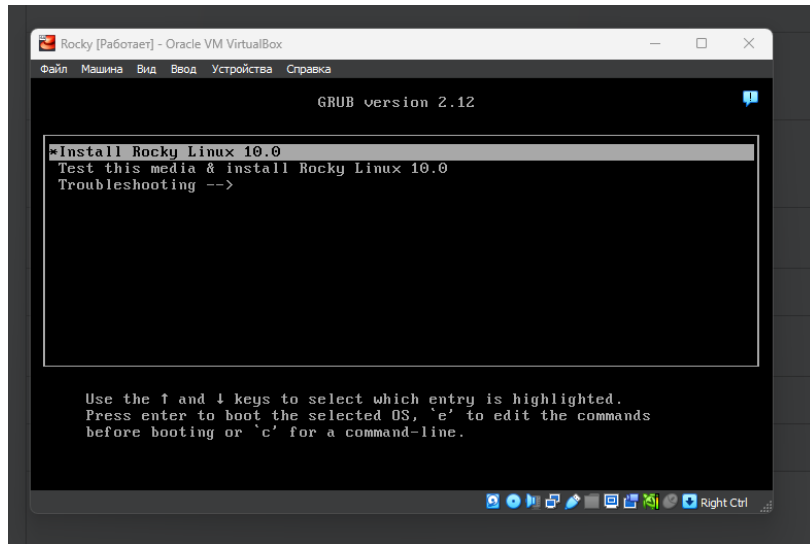 Rocky [Работает] - Oracle VM VirtualBox
Файл Машина Вид Ввод Устройства Справка
GRUB version 2.12
*Install Rocky Linux 10.0
Test this media & install Rocky Linux 10.0
Troubleshooting -->
Use the ↑ and ↓ keys to select which entry is highlighted.
Press enter to boot the selected OS, `e' to edit the commands
before booting or `c' for a command-line.
Right Ctrl